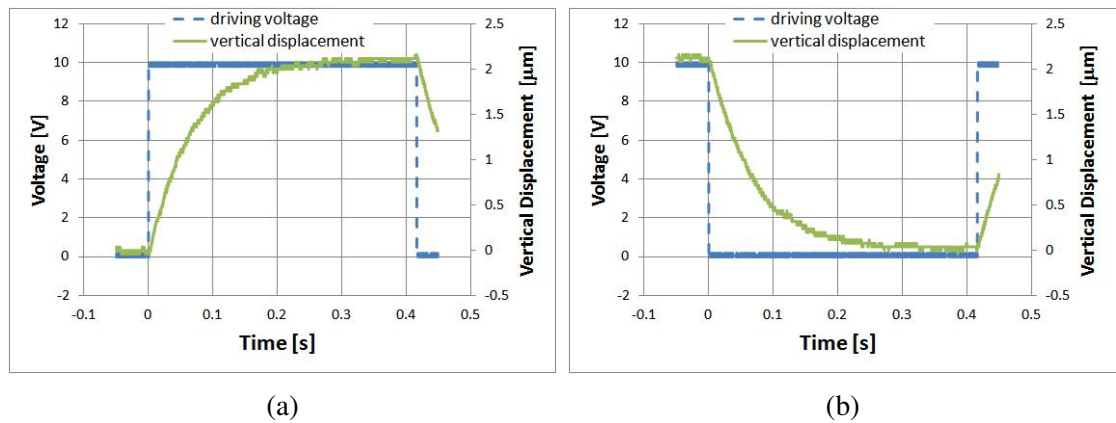 driving voltage
vertical displacement
12
10
8
6
4
2
0
-2
Voltage [V]
2.5
2
1.5
1
0.5
0
-0.5
Vertical Displacement [μm]
-0.1 0 0.1 0.2 0.3 0.4 0.5
Time [s]
(a)
driving voltage
vertical displacement
12
10
8
6
4
2
0
-2
Voltage [V]
2.5
2
1.5
1
0.5
0
-0.5
Vertical Displacement [μm]
-0.1 0 0.1 0.2 0.3 0.4 0.5
Time [s]
(b)